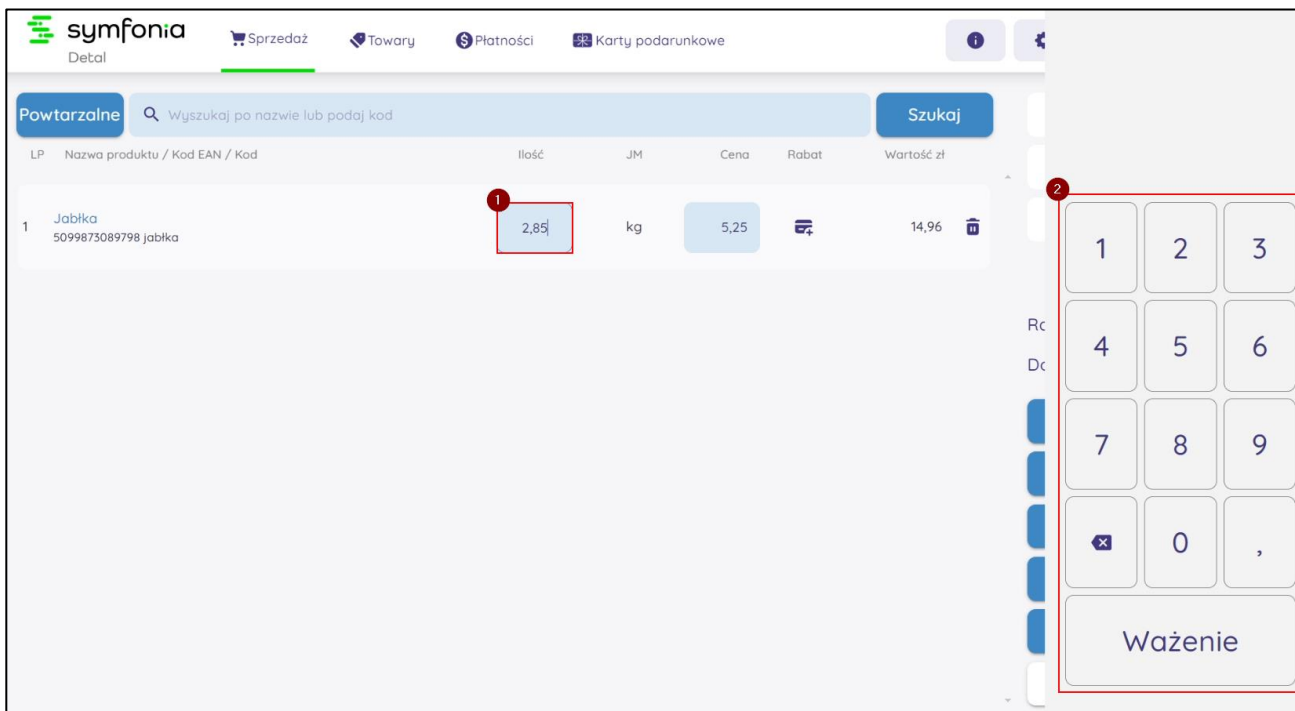 symfonia
Detal
Sprzedaż
Towary
Płatności
Karty podarunkowe
Powtarzalne
Wyszukaj po nazwie lub podaj kod
Szukaj
LP Nazwa produktu / Kod EAN / Kod Ilość JM Cena Rabat Wartość zł
1
Jabłka
5099873089798 jabłka
1
2,85 kg 5,25 14,96
2
1 2 3
4 5 6
7 8 9
0 ,
Ważenie